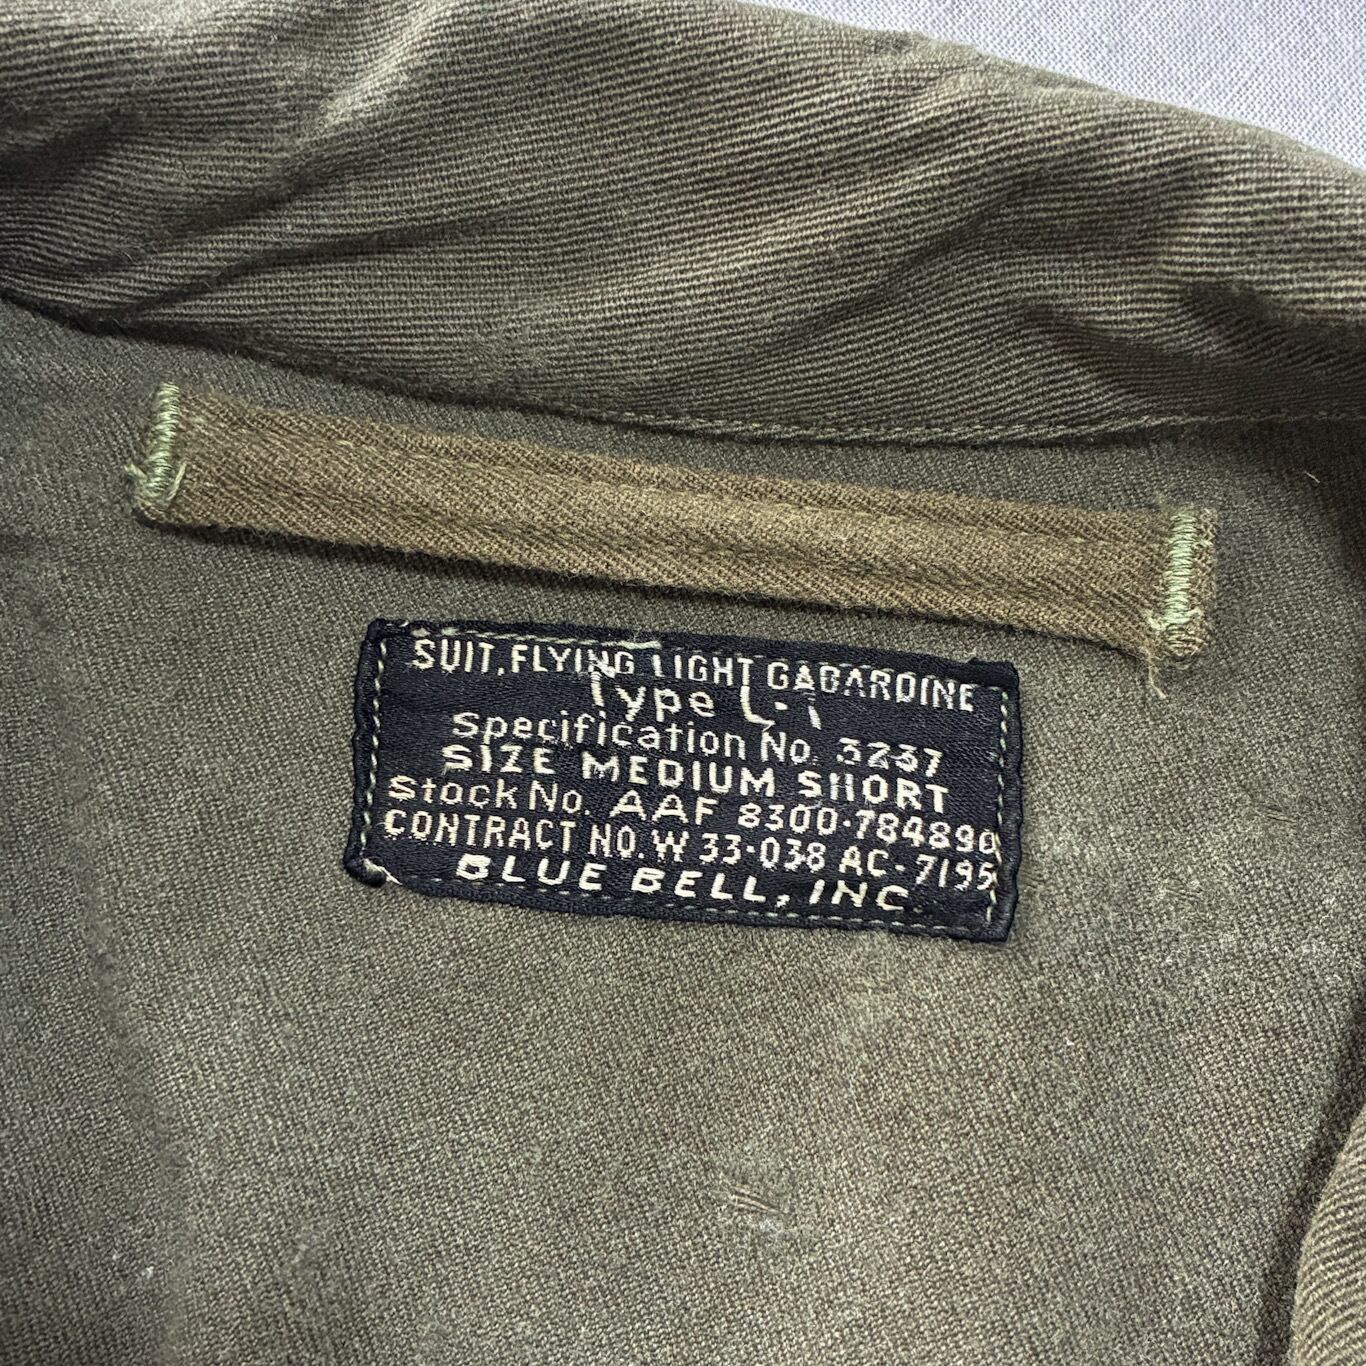 SUIT, FLYING LIGHT GABARDINE
Type L-1
Specification No. 3237
SIZE MEDIUM SHORT
Stock No. AAF 8300-784890
CONTRACT NO. W 33-038 AC-7195
BLUE BELL, INC.